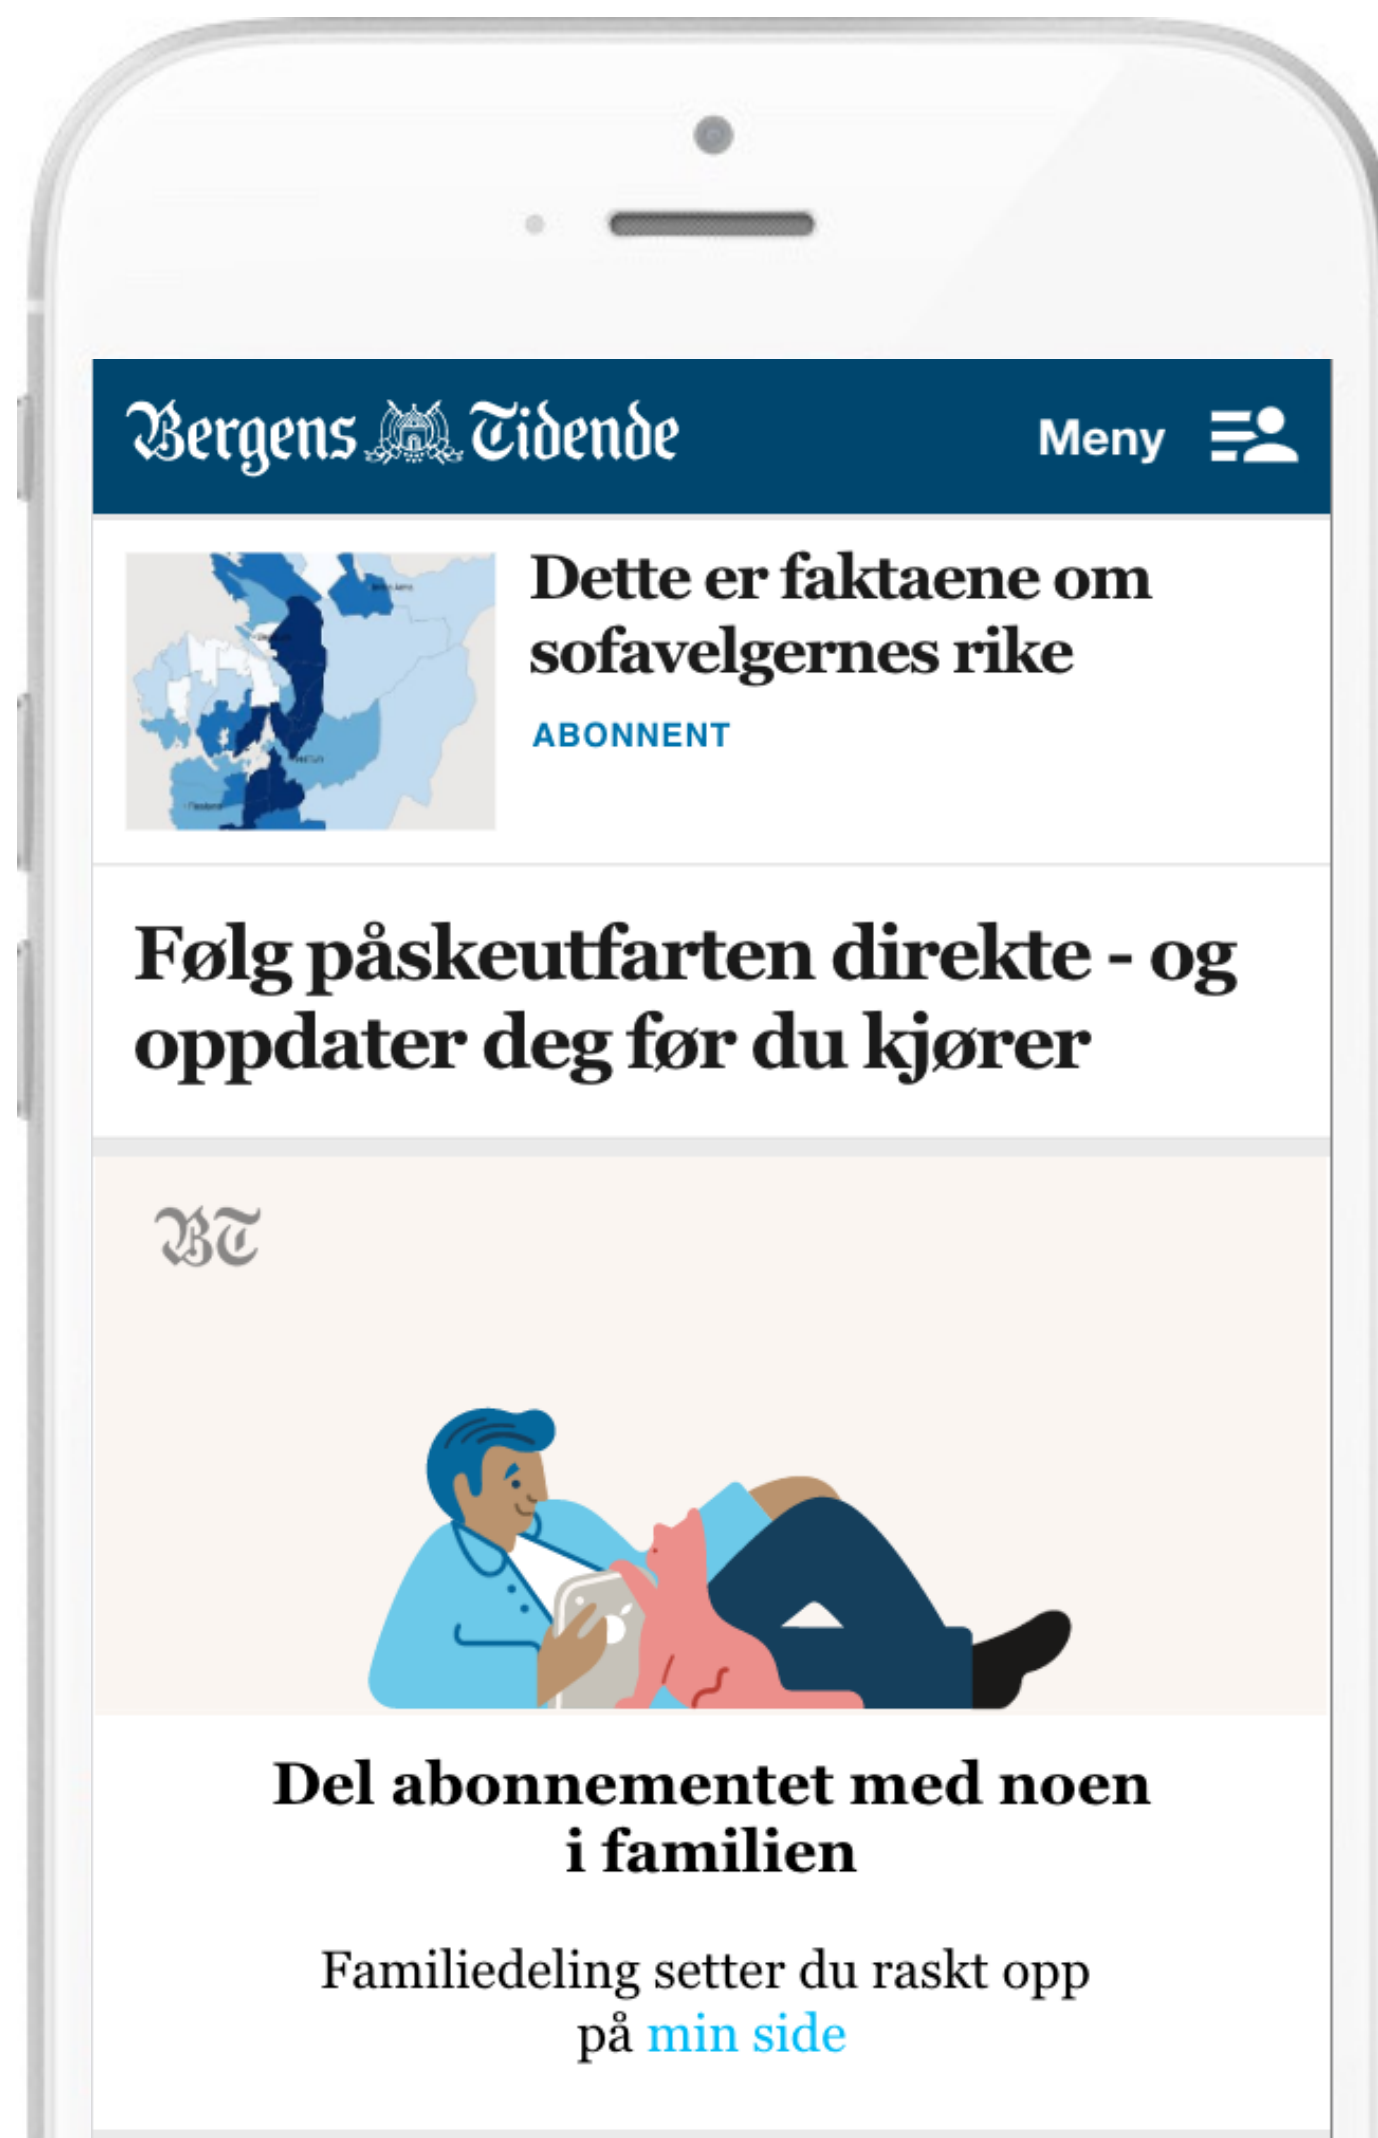 Bergens Tidende
Meny
Dette er faktaene om
sofavelgernes rike
ABONNENT
Følg påskeutfarten direkte - og
oppdater deg før du kjører
BT
Del abonnementet med noen
i familien
Familiedeling setter du raskt opp
på min side